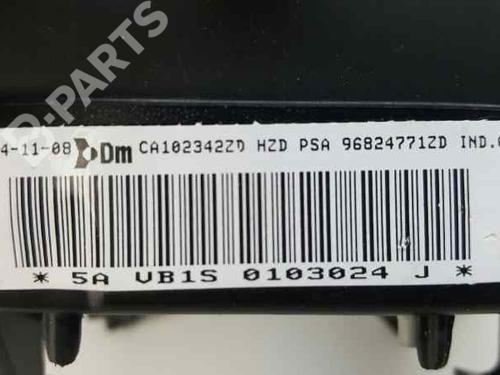 B-PARTS
4-11-08 Dm CA102342ZD HZD PSA 96824771ZD IND.
* 5A VB1S 0103024 J *